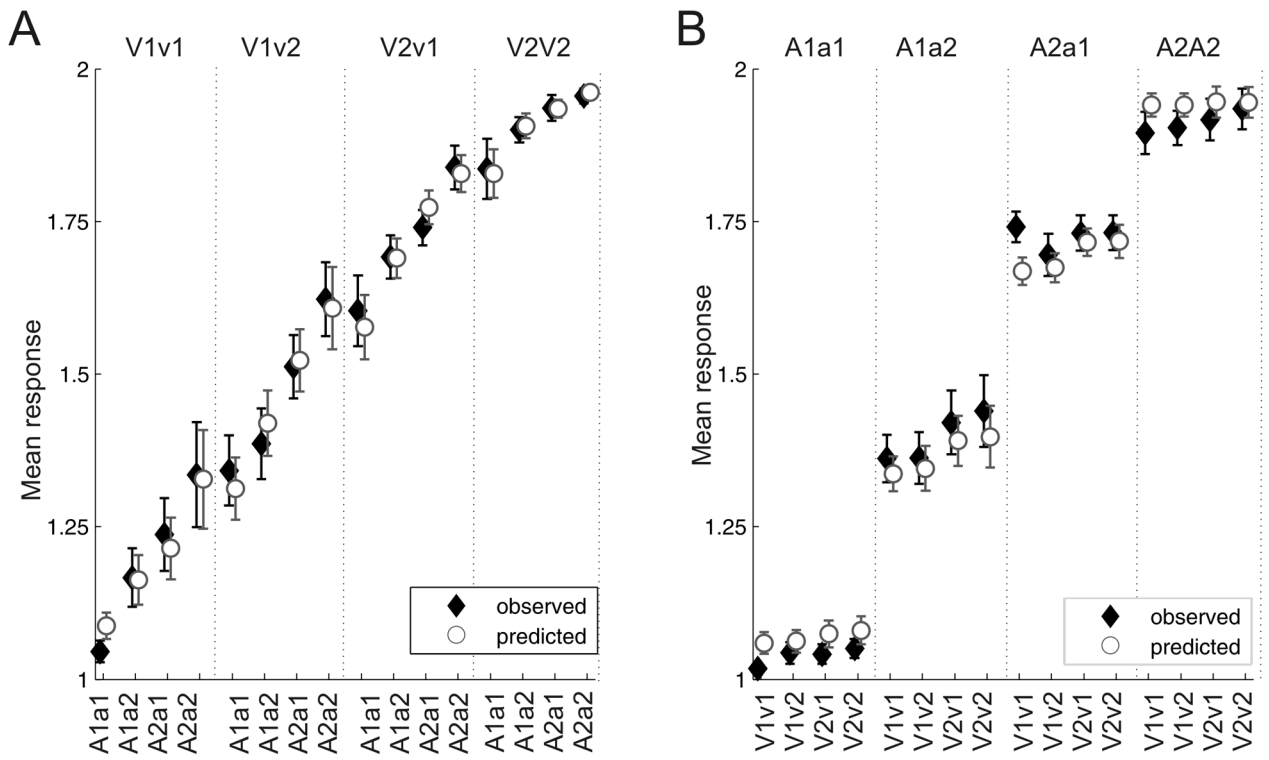 A
V1v1 V1v2 V2v1 V2V2
Mean response
2
1.75
1.5
1.25
1
observed
predicted
A1a1 A1a2 A2a1 A2a2 A1a1 A1a2 A2a1 A2a2 A1a1 A1a2 A2a1 A2a2 A1a1 A1a2 A2a1 A2a2
B
A1a1 A1a2 A2a1 A2A2
Mean response
2
1.75
1.5
1.25
1
observed
predicted
V1v1 V1v2 V2v1 V2v2 V1v1 V1v2 V2v1 V2v2 V1v1 V1v2 V2v1 V2v2 V1v1 V1v2 V2v1 V2v2